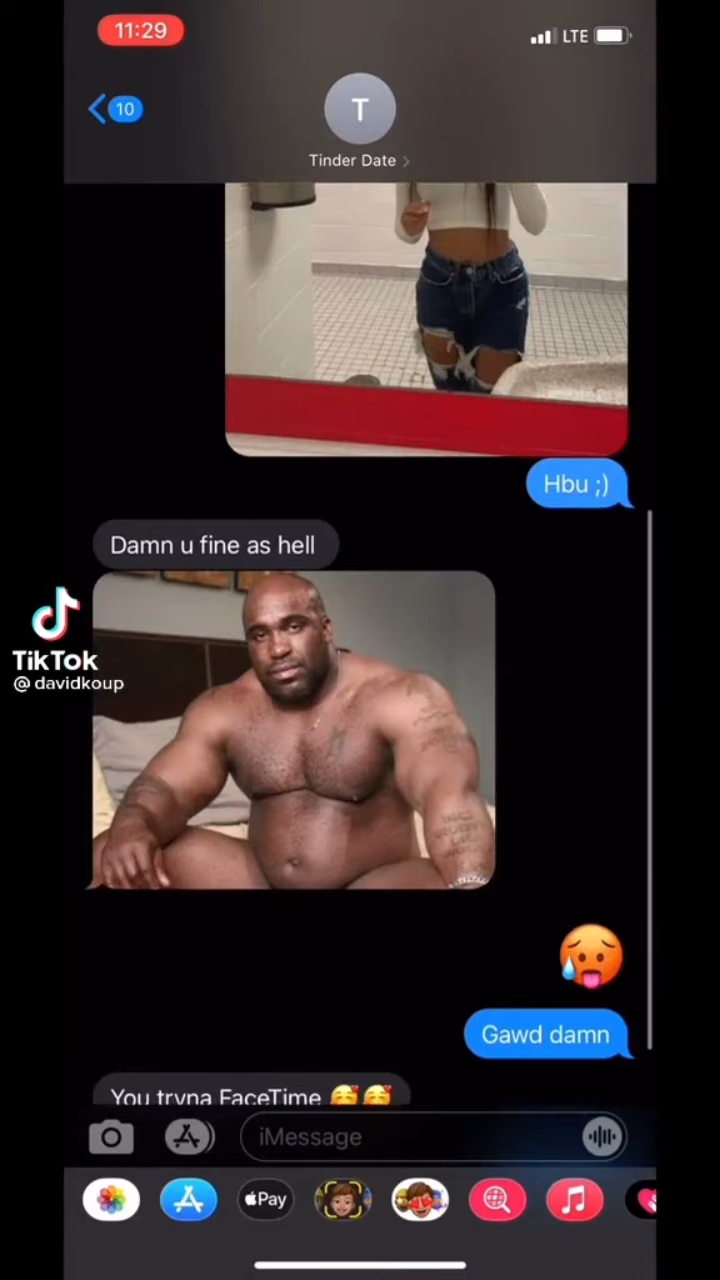 11:29
LTE
10
T
Tinder Date
Hbu ;)
Damn u fine as hell
TikTok
@davidkoup
Gawd damn
You tryna FaceTime 🥰🥰
iMessage
Pay